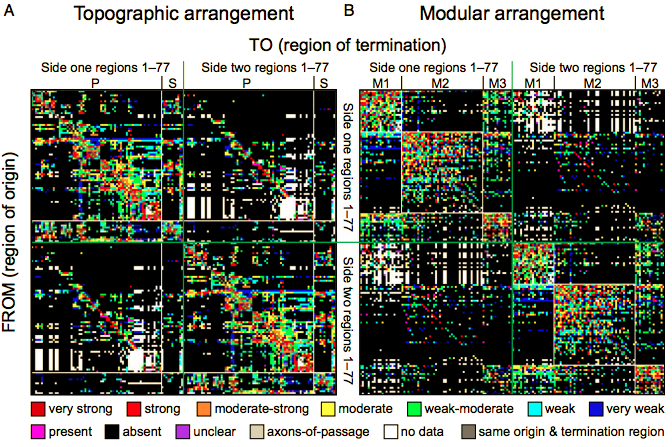 A Topographic arrangement B Modular arrangement
TO (region of termination)
Side one regions 1–77 Side two regions 1–77 Side one regions 1–77 Side two regions 1–77
P S P S M1 M2 M3 M1 M2 M3
FROM (region of origin)
Side one regions 1–77
Side two regions 1–77
very strong strong moderate-strong moderate weak-moderate weak very weak
present absent unclear axons-of-passage no data same origin & termination region